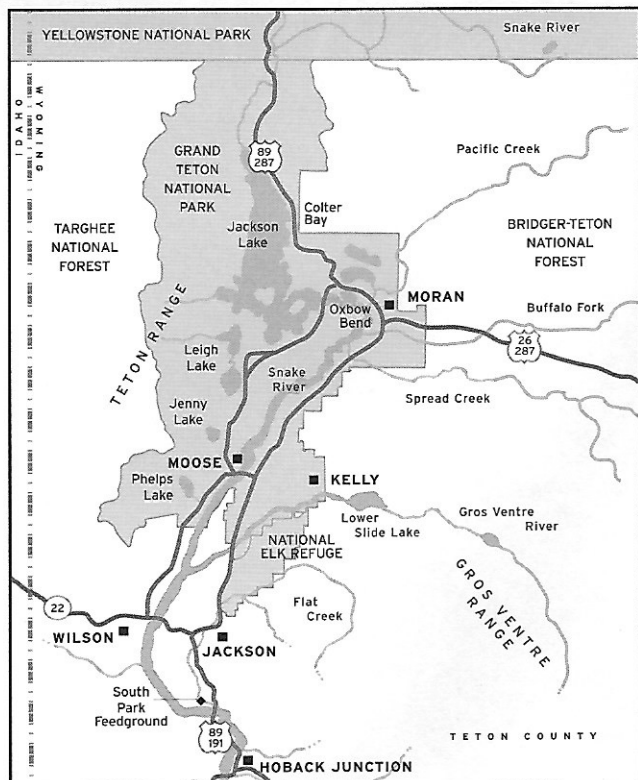 YELLOWSTONE NATIONAL PARK
Snake River
IDAHO
WYOMING
89
287
GRAND
TETON
NATIONAL
PARK
Pacific Creek
Colter
Bay
Jackson
Lake
TARGHEE
NATIONAL
FOREST
BRIDGER-TETON
NATIONAL
FOREST
MORAN
Oxbow
Bend
Buffalo Fork
26
287
TETON RANGE
Leigh
Lake
Snake
River
Spread Creek
Jenny
Lake
MOOSE
Phelps
Lake
KELLY
Lower
Slide Lake
Gros Ventre
River
NATIONAL
ELK REFUGE
GROS VENTRE
RANGE
Flat
Creek
22
WILSON
JACKSON
South
Park
Feedground
89
191
TETON COUNTY
HOBACK JUNCTION